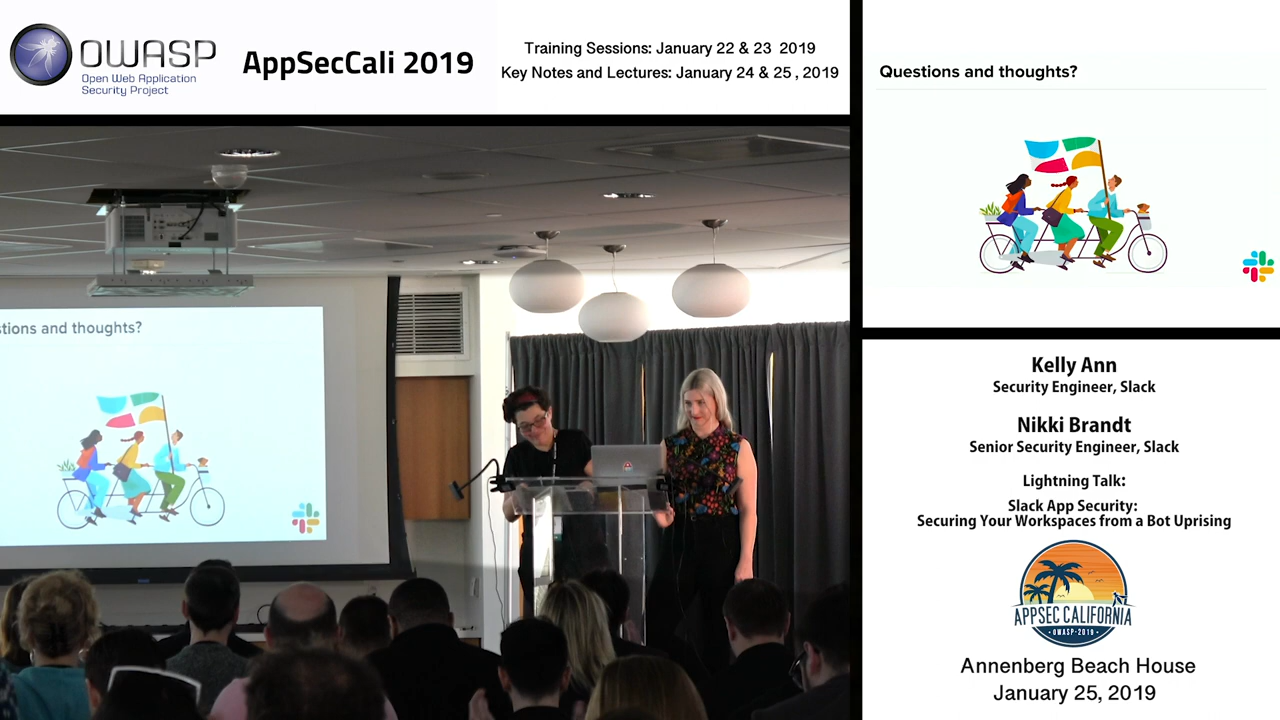 OWASP
Open Web Application
Security Project
AppSecCali 2019
Training Sessions: January 22 & 23 2019
Key Notes and Lectures: January 24 & 25 , 2019
Questions and thoughts?
stions and thoughts?
Kelly Ann
Security Engineer, Slack
Nikki Brandt
Senior Security Engineer, Slack
Lightning Talk:
Slack App Security:
Securing Your Workspaces from a Bot Uprising
APPSEC CALIFORNIA
• OWASP-2019 •
Annenberg Beach House
January 25, 2019